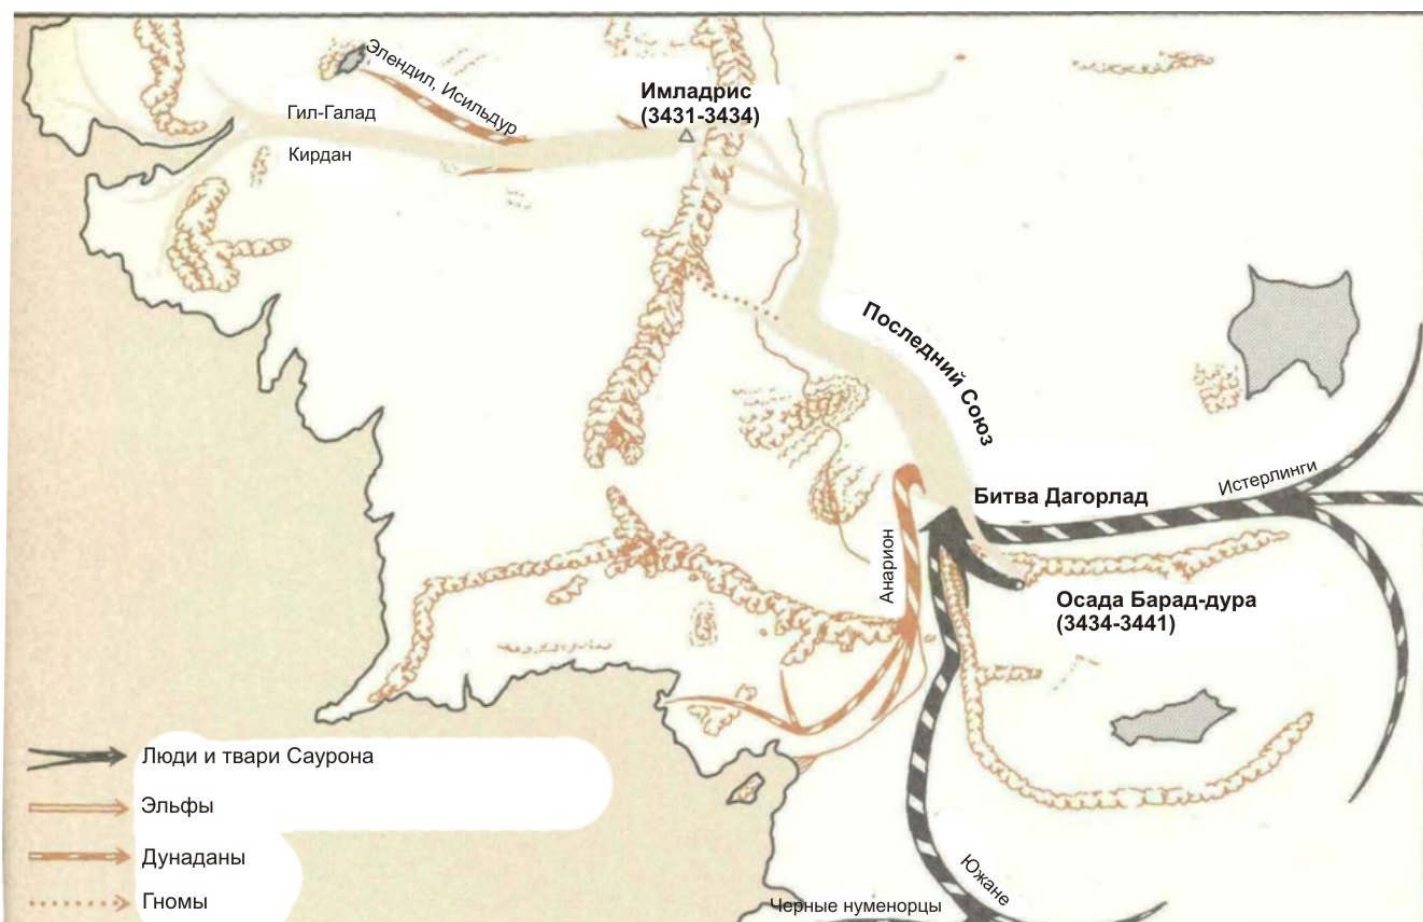 Элендил, Исильдур
Имладрис
(3431-3434)
Гил-Галад
Кирдан
Последний Союз
Истерлинги
Битва Дагорлад
Анарион
Осада Барад-дура
(3434-3441)
Люди и твари Саурона
Эльфы
Дунаданы
Гномы
Южане
Черные нуменорцы